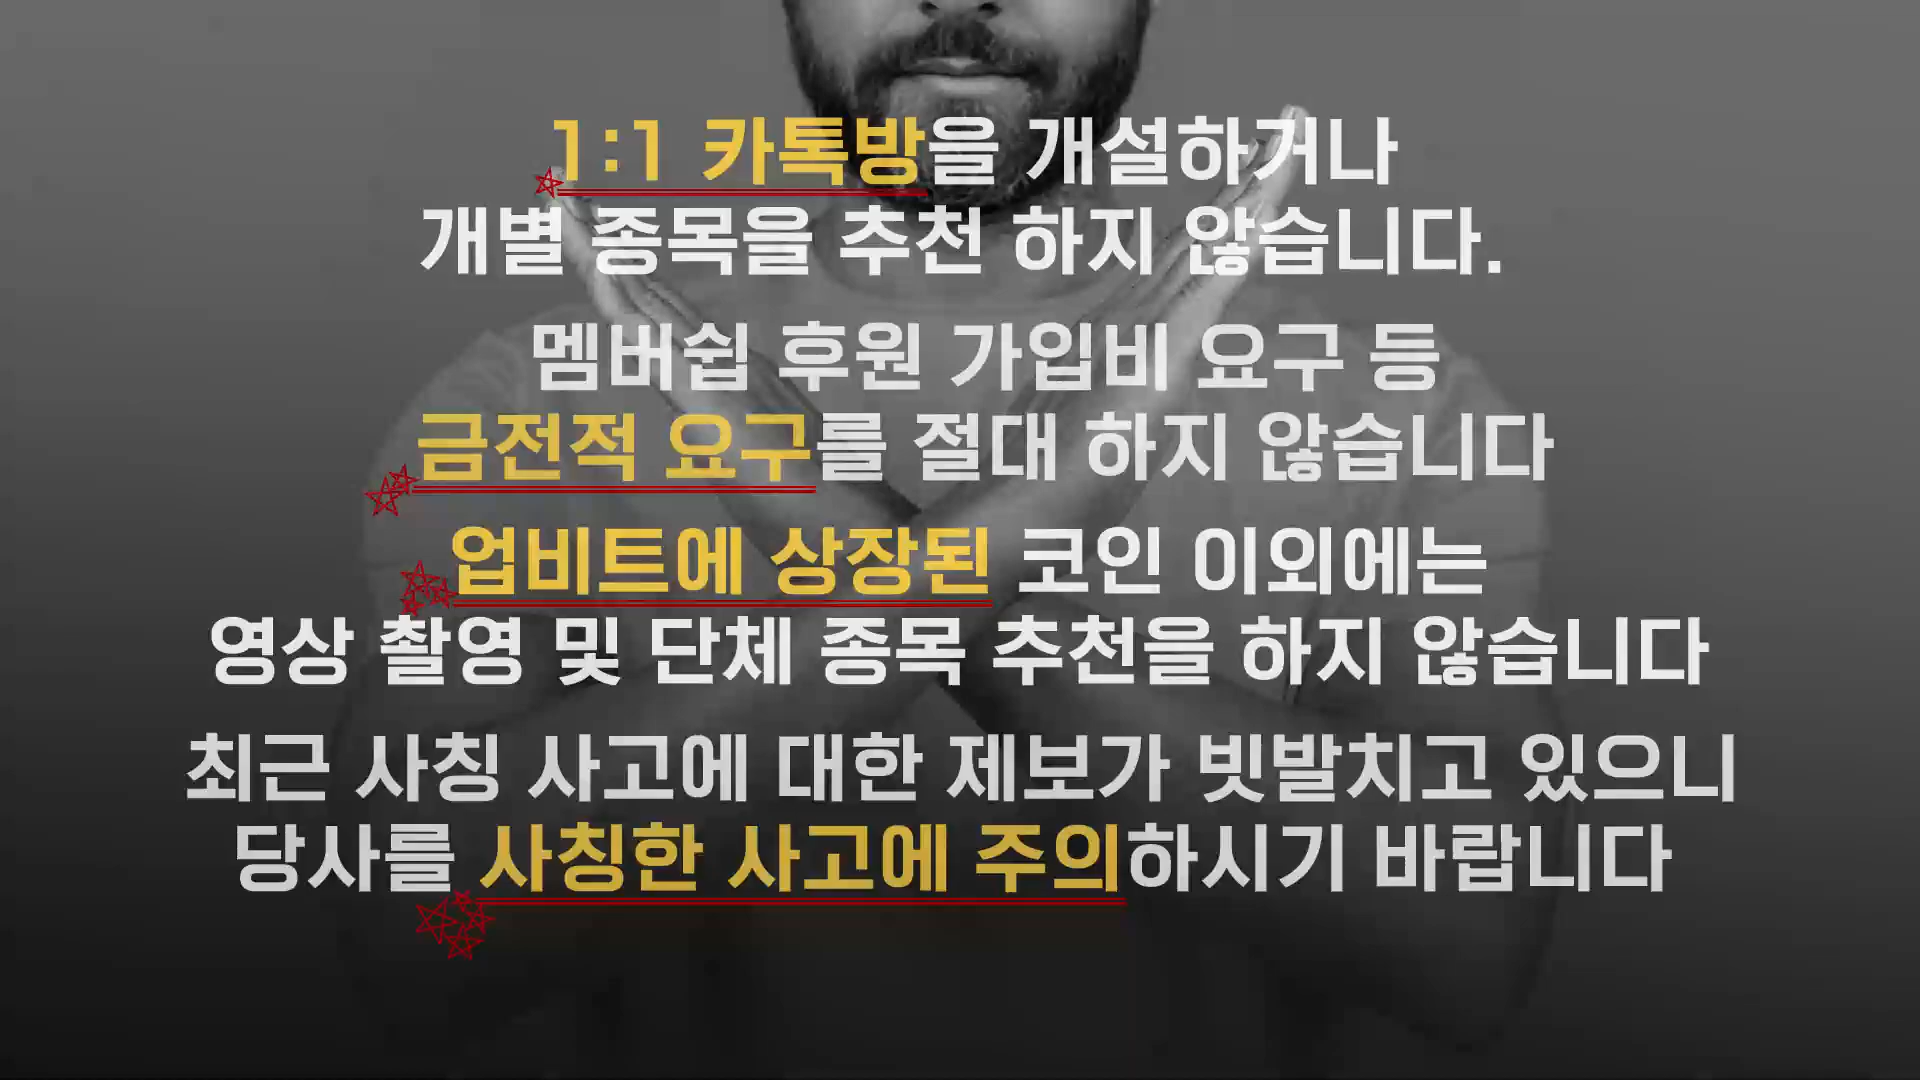 1:1 카톡방을 개설하거나
개별 종목을 추천 하지 않습니다.
멤버쉽 후원 가입비 요구 등
금전적 요구를 절대 하지 않습니다
업비트에 상장된 코인 이외에는
영상 촬영 및 단체 종목 추천을 하지 않습니다
최근 사칭 사고에 대한 제보가 빗발치고 있으니
당사를 사칭한 사고에 주의하시기 바랍니다